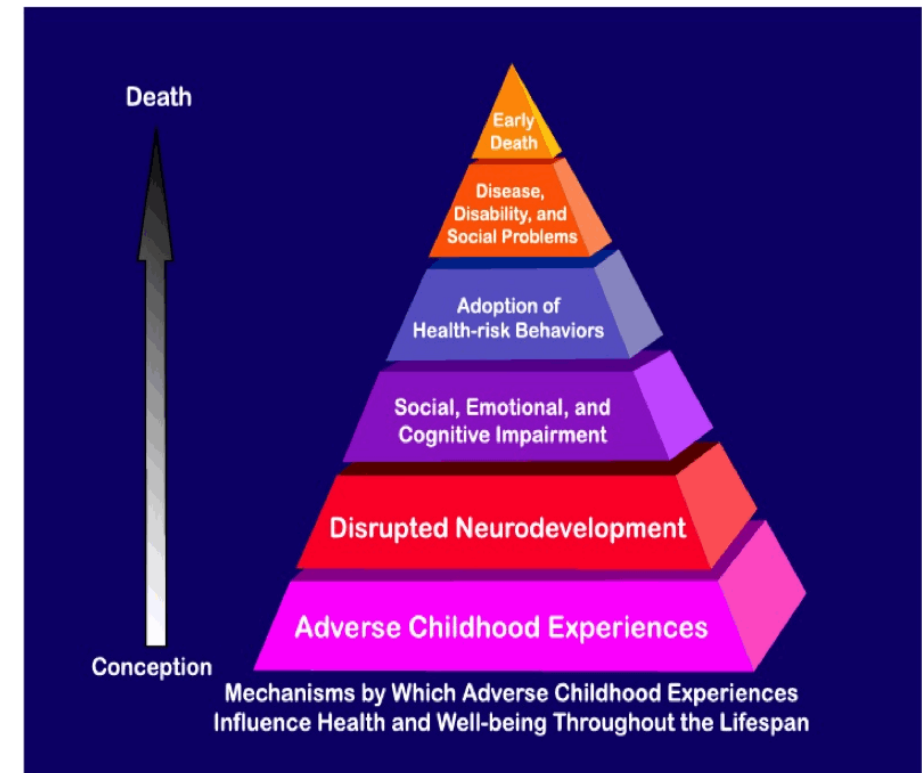 Death
Early
Death
Disease,
Disability, and
Social Problems
Adoption of
Health-risk Behaviors
Social, Emotional, and
Cognitive Impairment
Disrupted Neurodevelopment
Adverse Childhood Experiences
Conception
Mechanisms by Which Adverse Childhood Experiences
Influence Health and Well-being Throughout the Lifespan